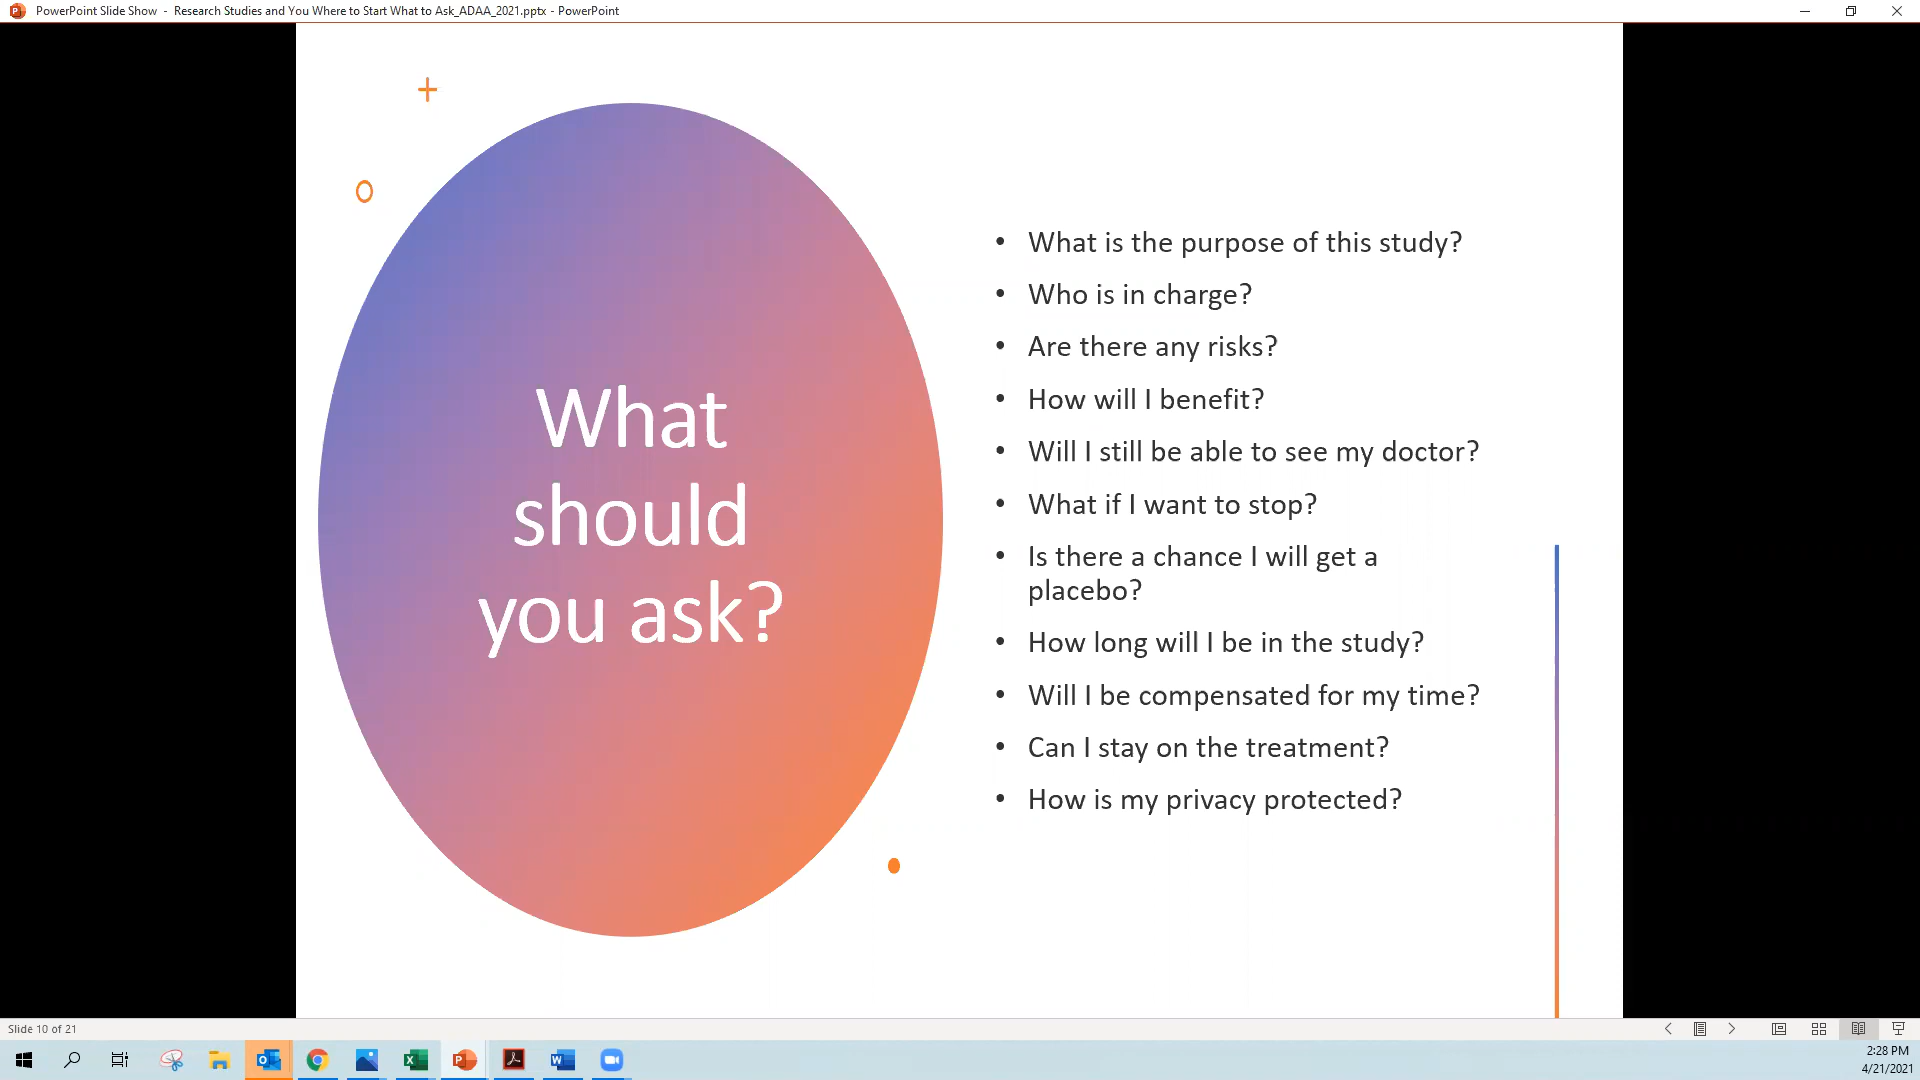 PowerPoint Slide Show - Research Studies and You Where to Start What to Ask_ADAA_2021.pptx - PowerPoint
What
should
you ask?
• What is the purpose of this study?
• Who is in charge?
• Are there any risks?
• How will I benefit?
• Will I still be able to see my doctor?
• What if I want to stop?
• Is there a chance I will get a
placebo?
• How long will I be in the study?
• Will I be compensated for my time?
• Can I stay on the treatment?
• How is my privacy protected?
Slide 10 of 21
2:28 PM
4/21/2021